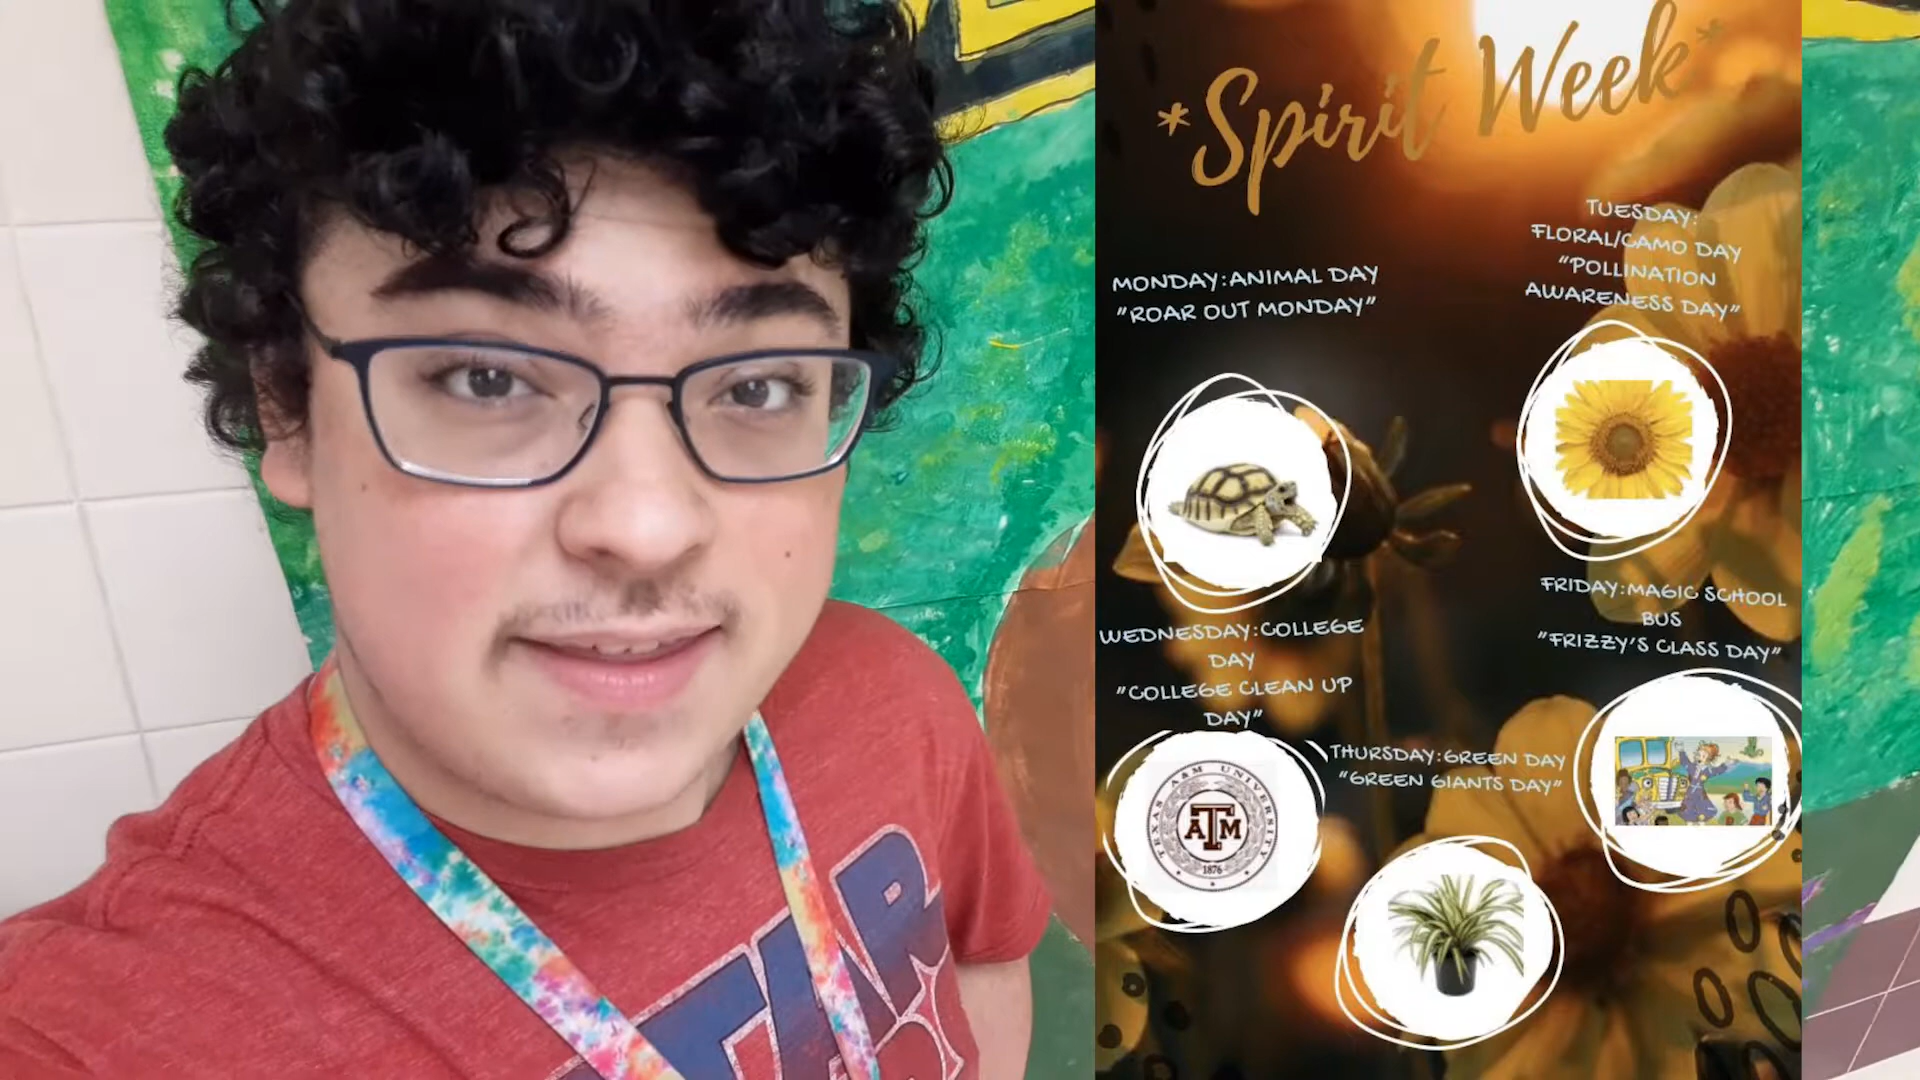 *Spirit Week*
MONDAY:ANIMAL DAY
"ROAR OUT MONDAY"
TUESDAY:
FLORAL/CAMO DAY
"POLLINATION
AWARENESS DAY"
WEDNESDAY:COLLEGE
DAY
"COLLEGE CLEAN UP
DAY"
TEXAS A&M UNIVERSITY
ATM
1876
THURSDAY:GREEN DAY
"GREEN GIANTS DAY"
FRIDAY:MAGIC SCHOOL
BUS
"FRIZZY'S CLASS DAY"
TAR